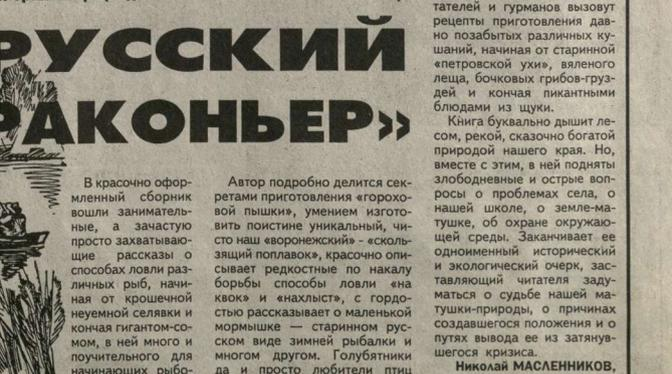 РУССКИЙ
РАКОНЬЕР»
В красочно офор-
мленный сборник
вошли заниматель-
ные, а зачастую
просто захватываю-
щие рассказы о
способах ловли раз-
личных рыб, начи-
ная от крошечной
неуемной селявки и
кончая гигантом-со-
мом, в ней много и
поучительного для
начинающих рыбо-
Автор подробно делится сек-
ретами приготовления «горохо-
вой пышки», умением изгото-
вить поистине уникальный, чис-
то наш «воронежский» - «сколь-
зящий поплавок», красочно опи-
сывает редкостные по накалу
борьбы способы ловли «на
квок» и «нахлыст», с гордо-
стью рассказывает о маленькой
мормышке — старинном рус-
ском виде зимней рыбалки и
многом другом. Голубятники
да и просто любители птиц
тателей и гурманов вызовут
рецепты приготовления дав-
но позабытых различных ку-
шаний, начиная от старинной
«петровской ухи», вяленого
леща, бочковых грибов-груз-
дей и кончая пикантными
блюдами из щуки.
Книга буквально дышит ле-
сом, рекой, сказочно богатой
природой нашего края. Но,
вместе с этим, в ней подняты
злободневные и острые воп-
росы о проблемах села, о
нашей школе, о земле-ма-
тушке, об охране окружаю-
щей среды. Заканчивает ее
одноименный исторический
и экологический очерк, зас-
тавляющий читателя заду-
маться о судьбе нашей ма-
тушки-природы, о причинах
создавшегося положения и о
путях вывода ее из затянув-
шегося кризиса.
Николай МАСЛЕННИКОВ,